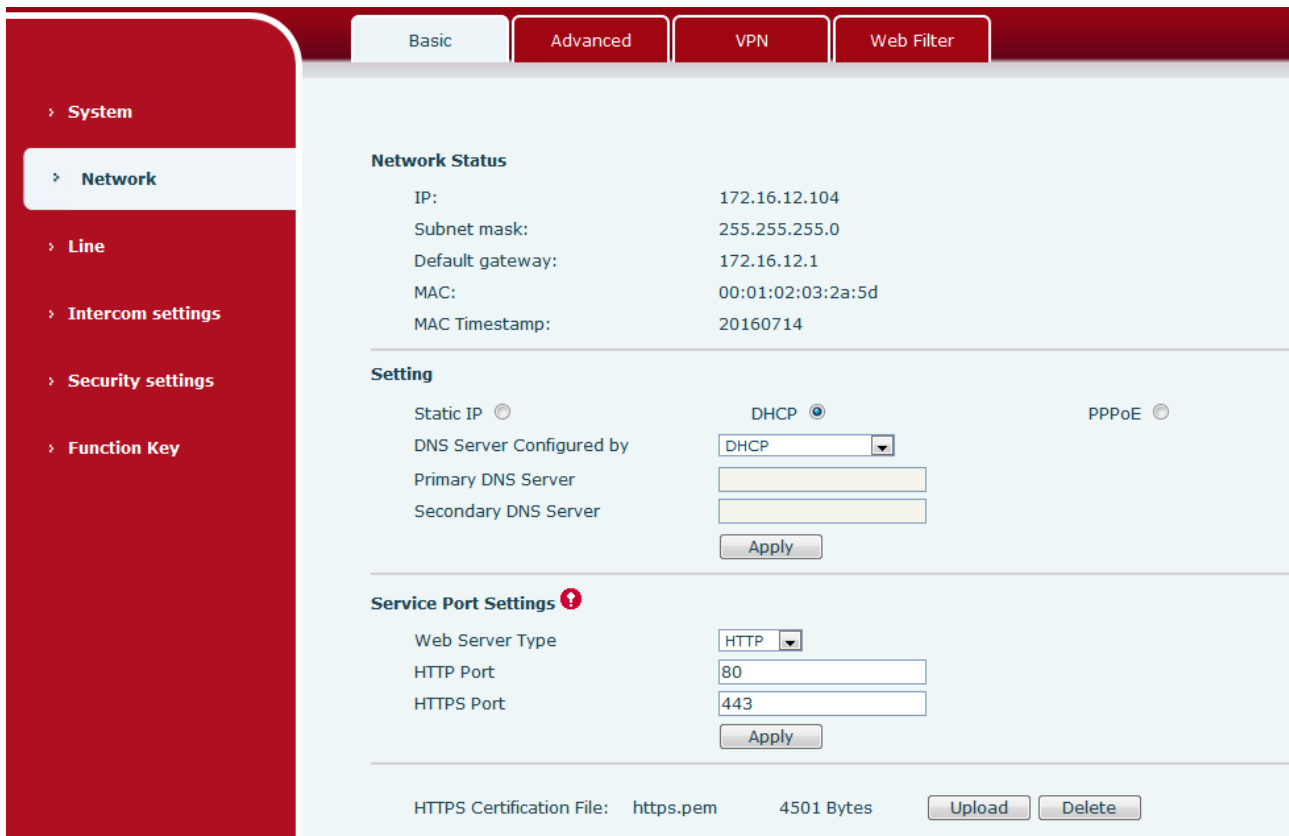 Basic Advanced VPN Web Filter
System
Network
Line
Intercom settings
Security settings
Function Key
Network Status
IP: 172.16.12.104
Subnet mask: 255.255.255.0
Default gateway: 172.16.12.1
MAC: 00:01:02:03:2a:5d
MAC Timestamp: 20160714
Setting
Static IP DHCP PPPoE
DNS Server Configured by DHCP
Primary DNS Server
Secondary DNS Server
Apply
Service Port Settings
Web Server Type HTTP
HTTP Port 80
HTTPS Port 443
Apply
HTTPS Certification File: https.pem 4501 Bytes Upload Delete